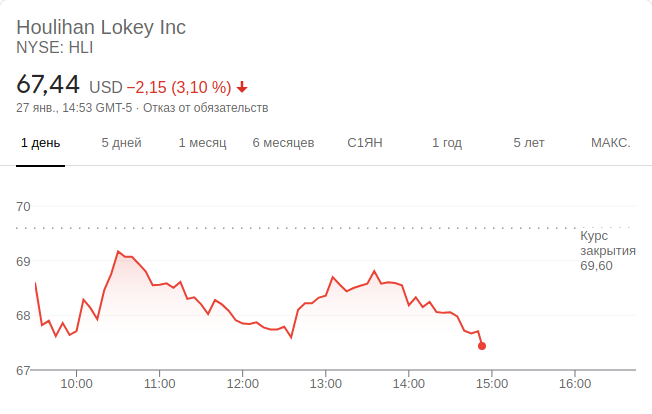 Houlihan Lokey Inc
NYSE: HLI
67,44 USD −2,15 (3,10 %)
27 янв., 14:53 GMT-5 · Отказ от обязательств
1 день 5 дней 1 месяц 6 месяцев С1ЯН 1 год 5 лет МАКС.
70
Курс
закрытия
69,60
69
68
67
10:00 11:00 12:00 13:00 14:00 15:00 16:00